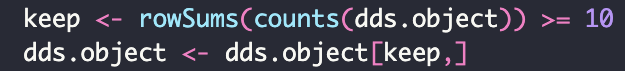 keep <- rowSums(counts(dds.object)) >= 10
dds.object <- dds.object[keep,]